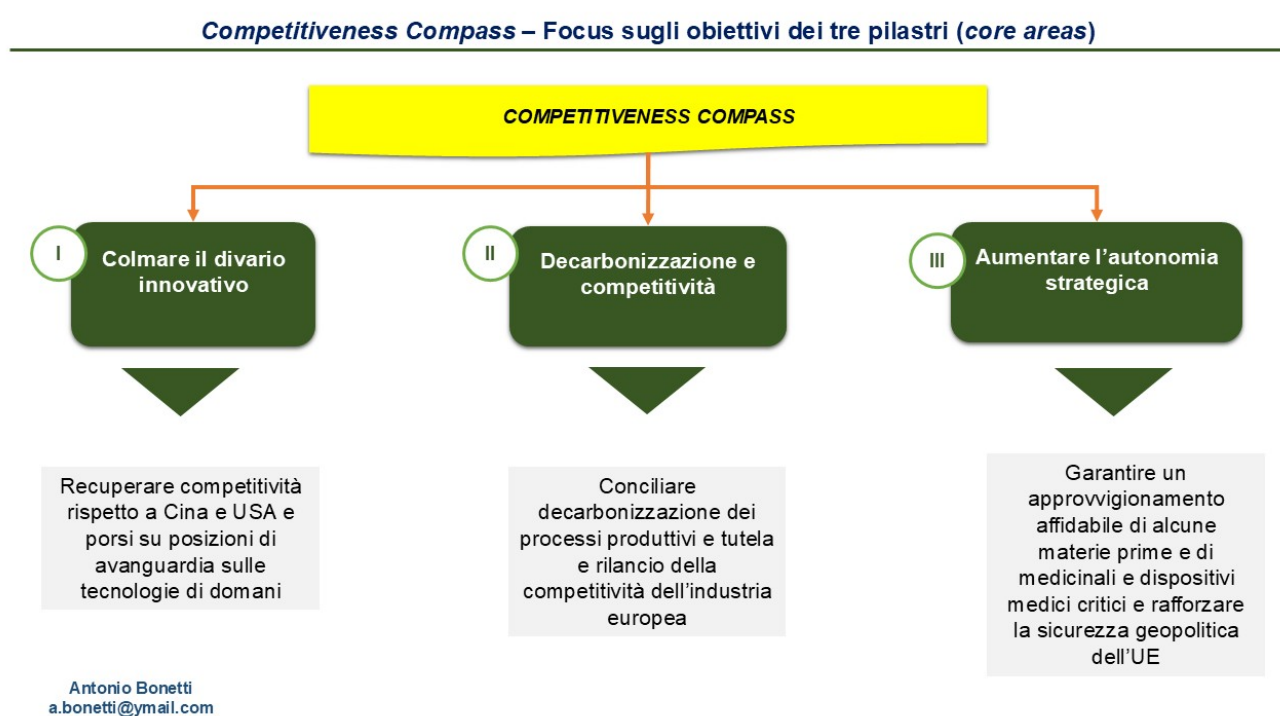 Competitiveness Compass – Focus sugli obiettivi dei tre pilastri (core areas)
COMPETITIVENESS COMPASS
I
Colmare il divario
innovativo
II
Decarbonizzazione e
competitività
III
Aumentare l’autonomia
strategica
Recuperare competitività
rispetto a Cina e USA e
porsi su posizioni di
avanguardia sulle
tecnologie di domani
Conciliare
decarbonizzazione dei
processi produttivi e tutela
e rilancio della
competitività dell’industria
europea
Garantire un
approvvigionamento
affidabile di alcune
materie prime e di
medicinali e dispositivi
medici critici e rafforzare
la sicurezza geopolitica
dell’UE
Antonio Bonetti
a.bonetti@ymail.com